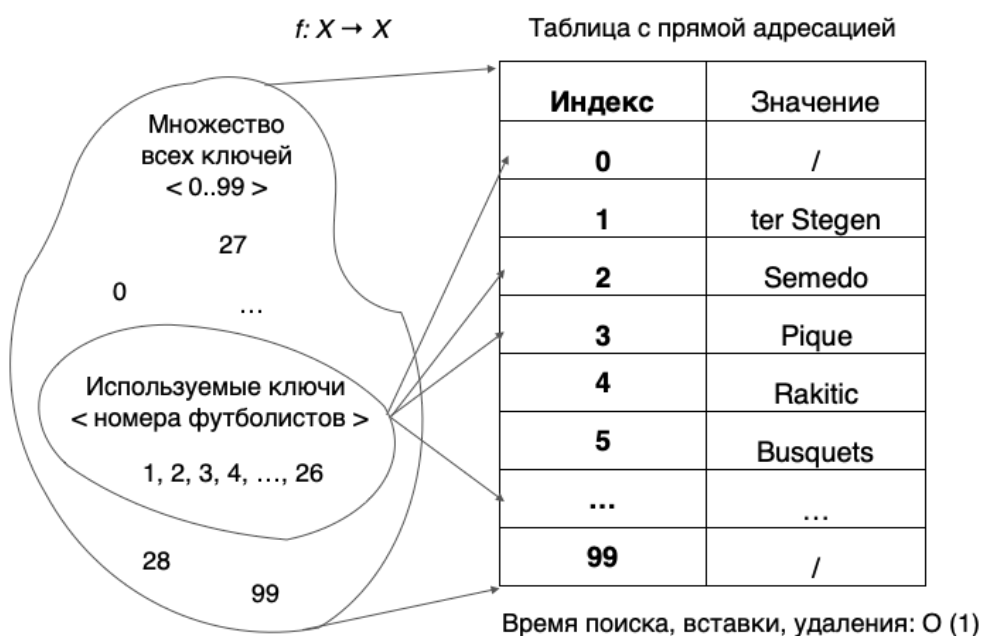 f: X → X
Таблица с прямой адресацией
Множество
всех ключей
< 0..99 >
27
0
...
Используемые ключи
< номера футболистов >
1, 2, 3, 4, ..., 26
28
99
Индекс Значение
0 /
1 ter Stegen
2 Semedo
3 Pique
4 Rakitic
5 Busquets
... ...
99 /
Время поиска, вставки, удаления: O (1)